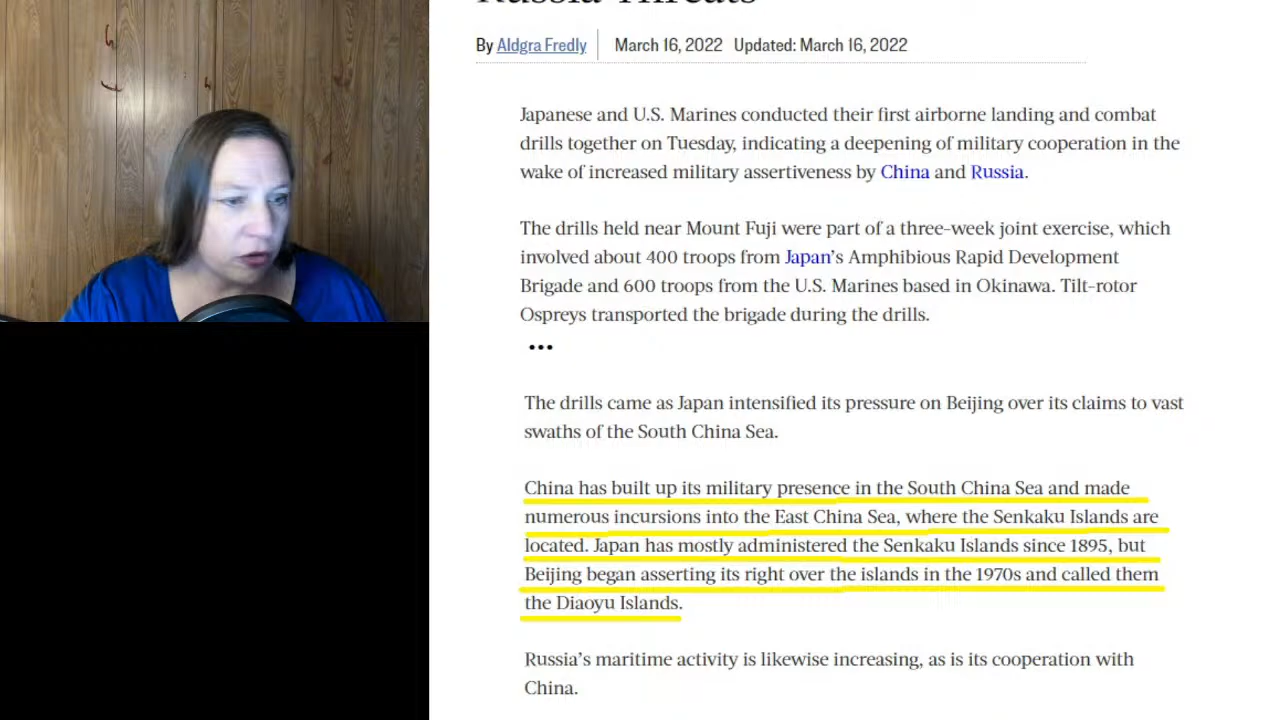 Russia Threats
By Aldgra Fredly March 16, 2022 Updated: March 16, 2022
Japanese and U.S. Marines conducted their first airborne landing and combat
drills together on Tuesday, indicating a deepening of military cooperation in the
wake of increased military assertiveness by China and Russia.
The drills held near Mount Fuji were part of a three-week joint exercise, which
involved about 400 troops from Japan's Amphibious Rapid Development
Brigade and 600 troops from the U.S. Marines based in Okinawa. Tilt-rotor
Ospreys transported the brigade during the drills.
...
The drills came as Japan intensified its pressure on Beijing over its claims to vast
swaths of the South China Sea.
China has built up its military presence in the South China Sea and made
numerous incursions into the East China Sea, where the Senkaku Islands are
located. Japan has mostly administered the Senkaku Islands since 1895, but
Beijing began asserting its right over the islands in the 1970s and called them
the Diaoyu Islands.
Russia's maritime activity is likewise increasing, as is its cooperation with
China.